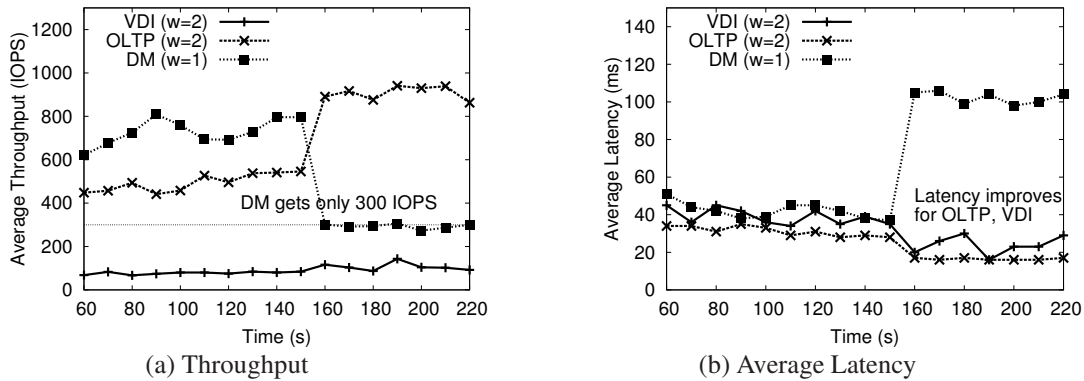 1300
1200
1000
800
600
400
200
0
Average Throughput (IOPS)
VDI (w=2)
OLTP (w=2)
DM (w=1)
DM gets only 300 IOPS
60 80 100 120 140 160 180 200 220
Time (s)
(a) Throughput
140
120
100
80
60
40
20
0
Average Latency (ms)
VDI (w=2)
OLTP (w=2)
DM (w=1)
Latency improves
for OLTP, VDI
60 80 100 120 140 160 180 200 220
Time (s)
(b) Average Latency